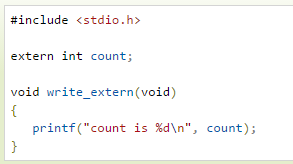 #include <stdio.h>
extern int count;
void write_extern(void)
{
   printf("count is %d\n", count);
}